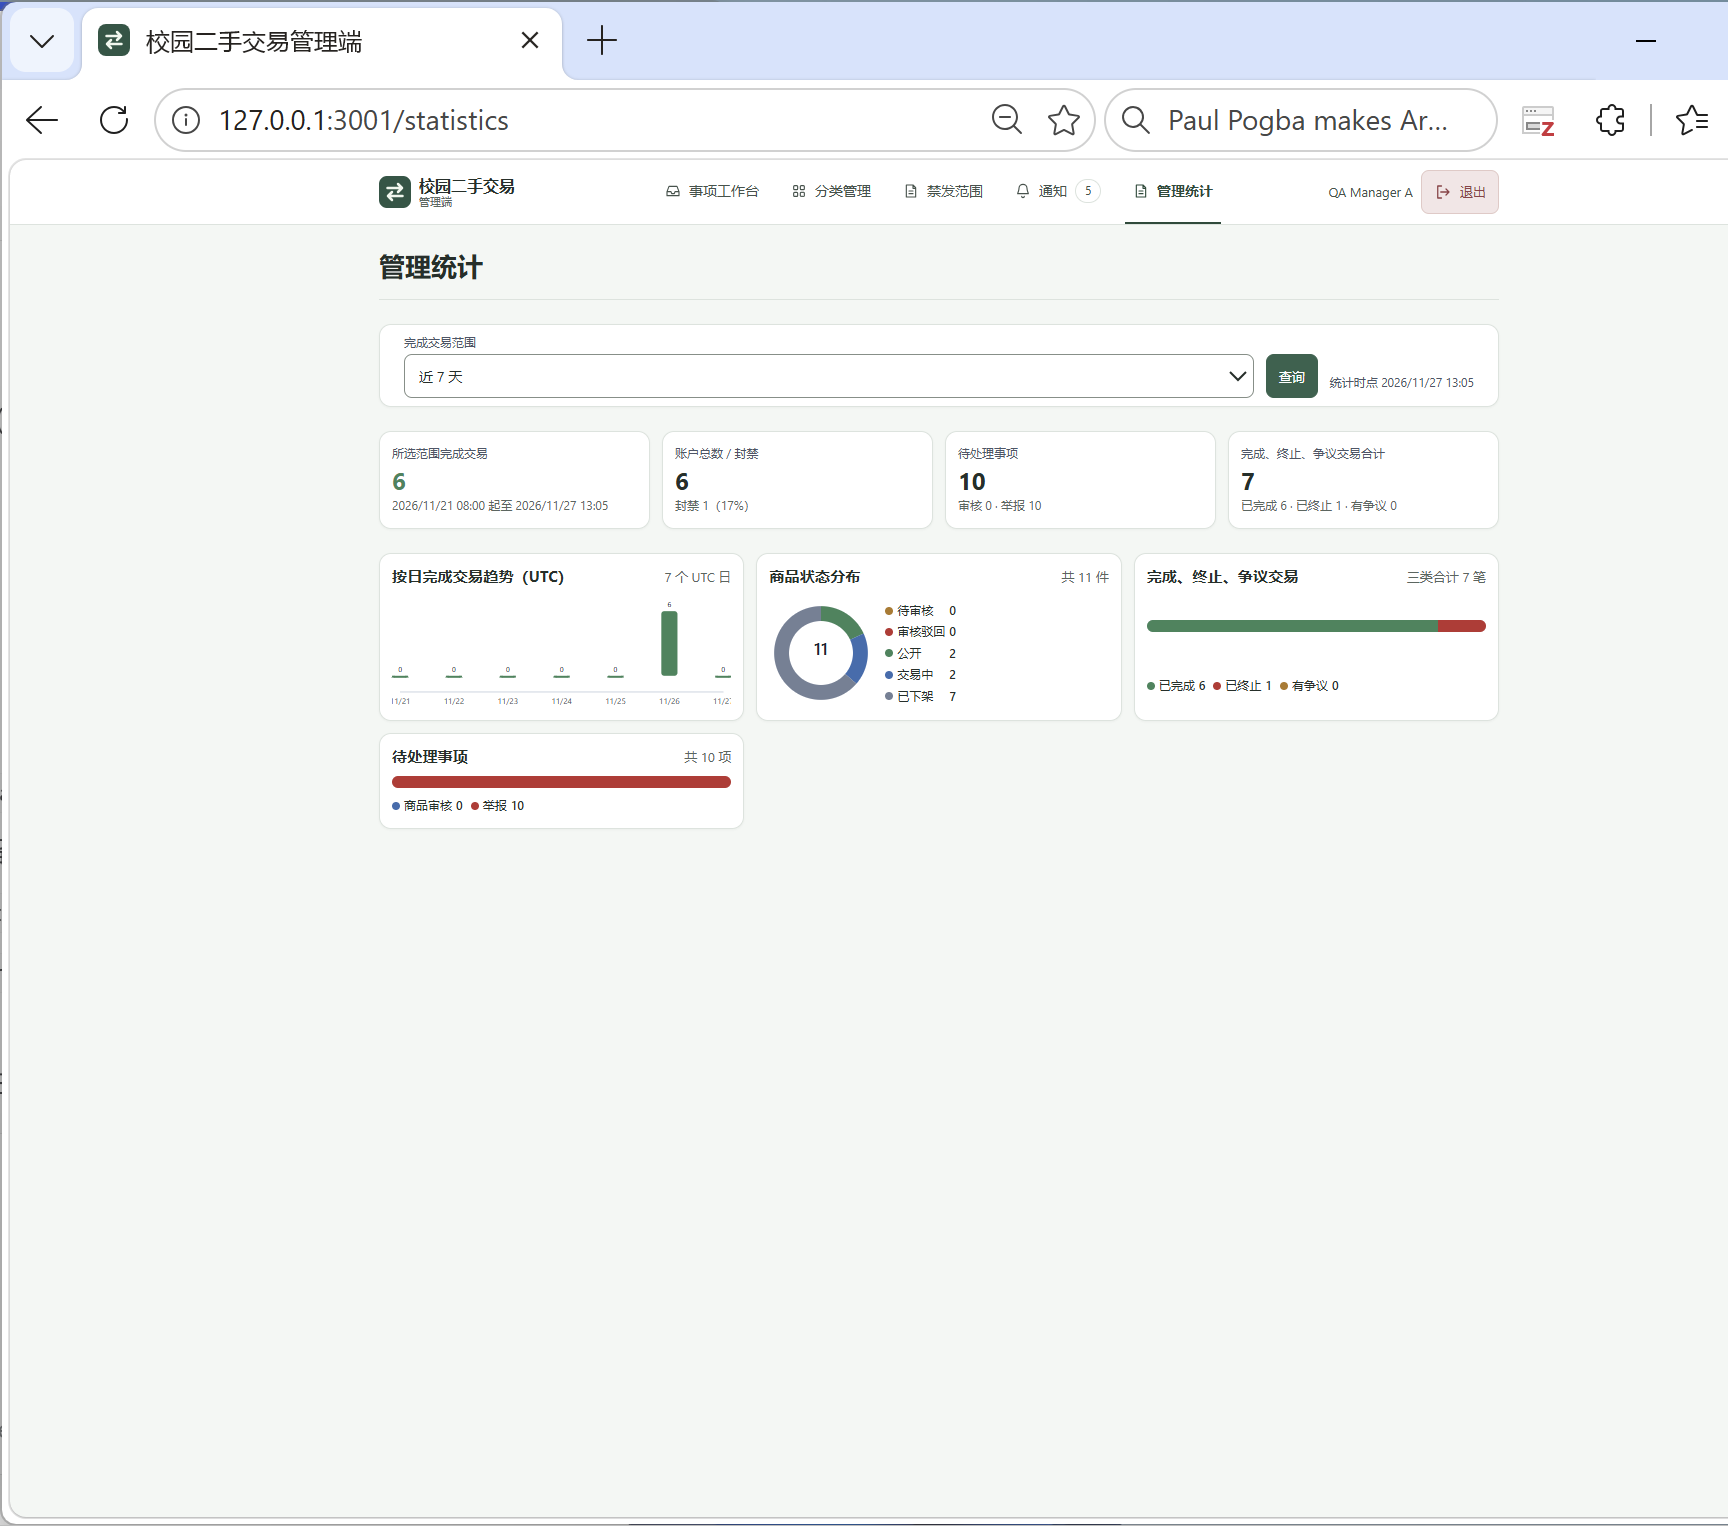 校园二手交易管理端
127.0.0.1:3001/statistics
Paul Pogba makes Ar...
校园二手交易
管理端
事项工作台
分类管理
禁发范围
通知 5
管理统计
QA Manager A
退出
管理统计
完成交易范围
近 7 天
查询
统计时点 2026/11/27 13:05
所选范围完成交易
6
2026/11/21 08:00 起至 2026/11/27 13:05
账户总数 / 封禁
6
封禁 1（17%）
待处理事项
10
审核 0 · 举报 10
完成、终止、争议交易合计
7
已完成 6 · 已终止 1 · 有争议 0
按日完成交易趋势（UTC）
7 个 UTC 日
0 0 0 0 0 6 0
11/21 11/22 11/23 11/24 11/25 11/26 11/27
商品状态分布
共 11 件
11
待审核 0
审核驳回 0
公开 2
交易中 2
已下架 7
完成、终止、争议交易
三类合计 7 笔
已完成 6 已终止 1 有争议 0
待处理事项
共 10 项
商品审核 0 举报 10